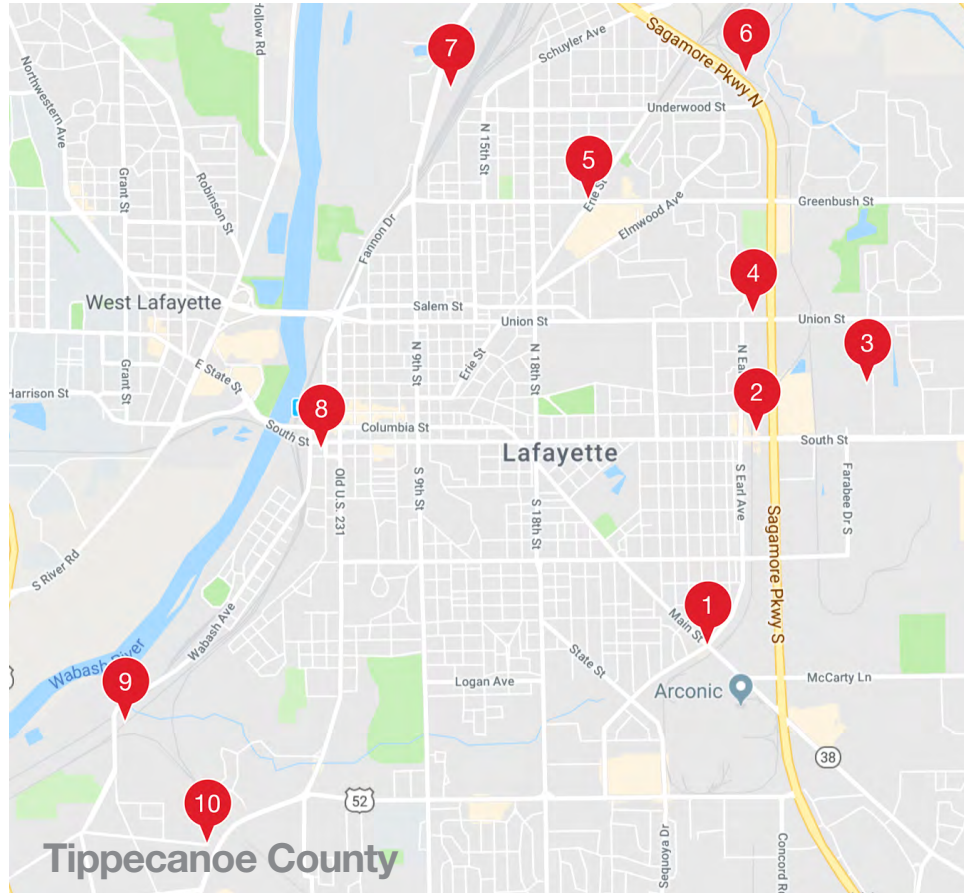 Hollow Rd
7
Schuyler Ave
6
Sagamore Pkwy N
Northwestern Ave
Underwood St
N 15th St
5
Grant St
Robinson St
Erie St
Greenbush St
Elmwood Ave
Fannon Dr
4
West Lafayette
Salem St
Union St
Union St
3
N 9th St
Erie St
N 18th St
N Ea
E State St
Grant St
Harrison St
2
8
South St
Columbia St
South St
Lafayette
Old U.S. 231
S 9th St
S 18th St
S Earl Ave
Farabee Dr S
Sagamore Pkwy S
S River Rd
1
Main St
Wabash Ave
Wabash River
State St
9
Logan Ave
Arconic
McCarty Ln
38
10
52
Sequoya Dr
Concord Rd
Tippecanoe County